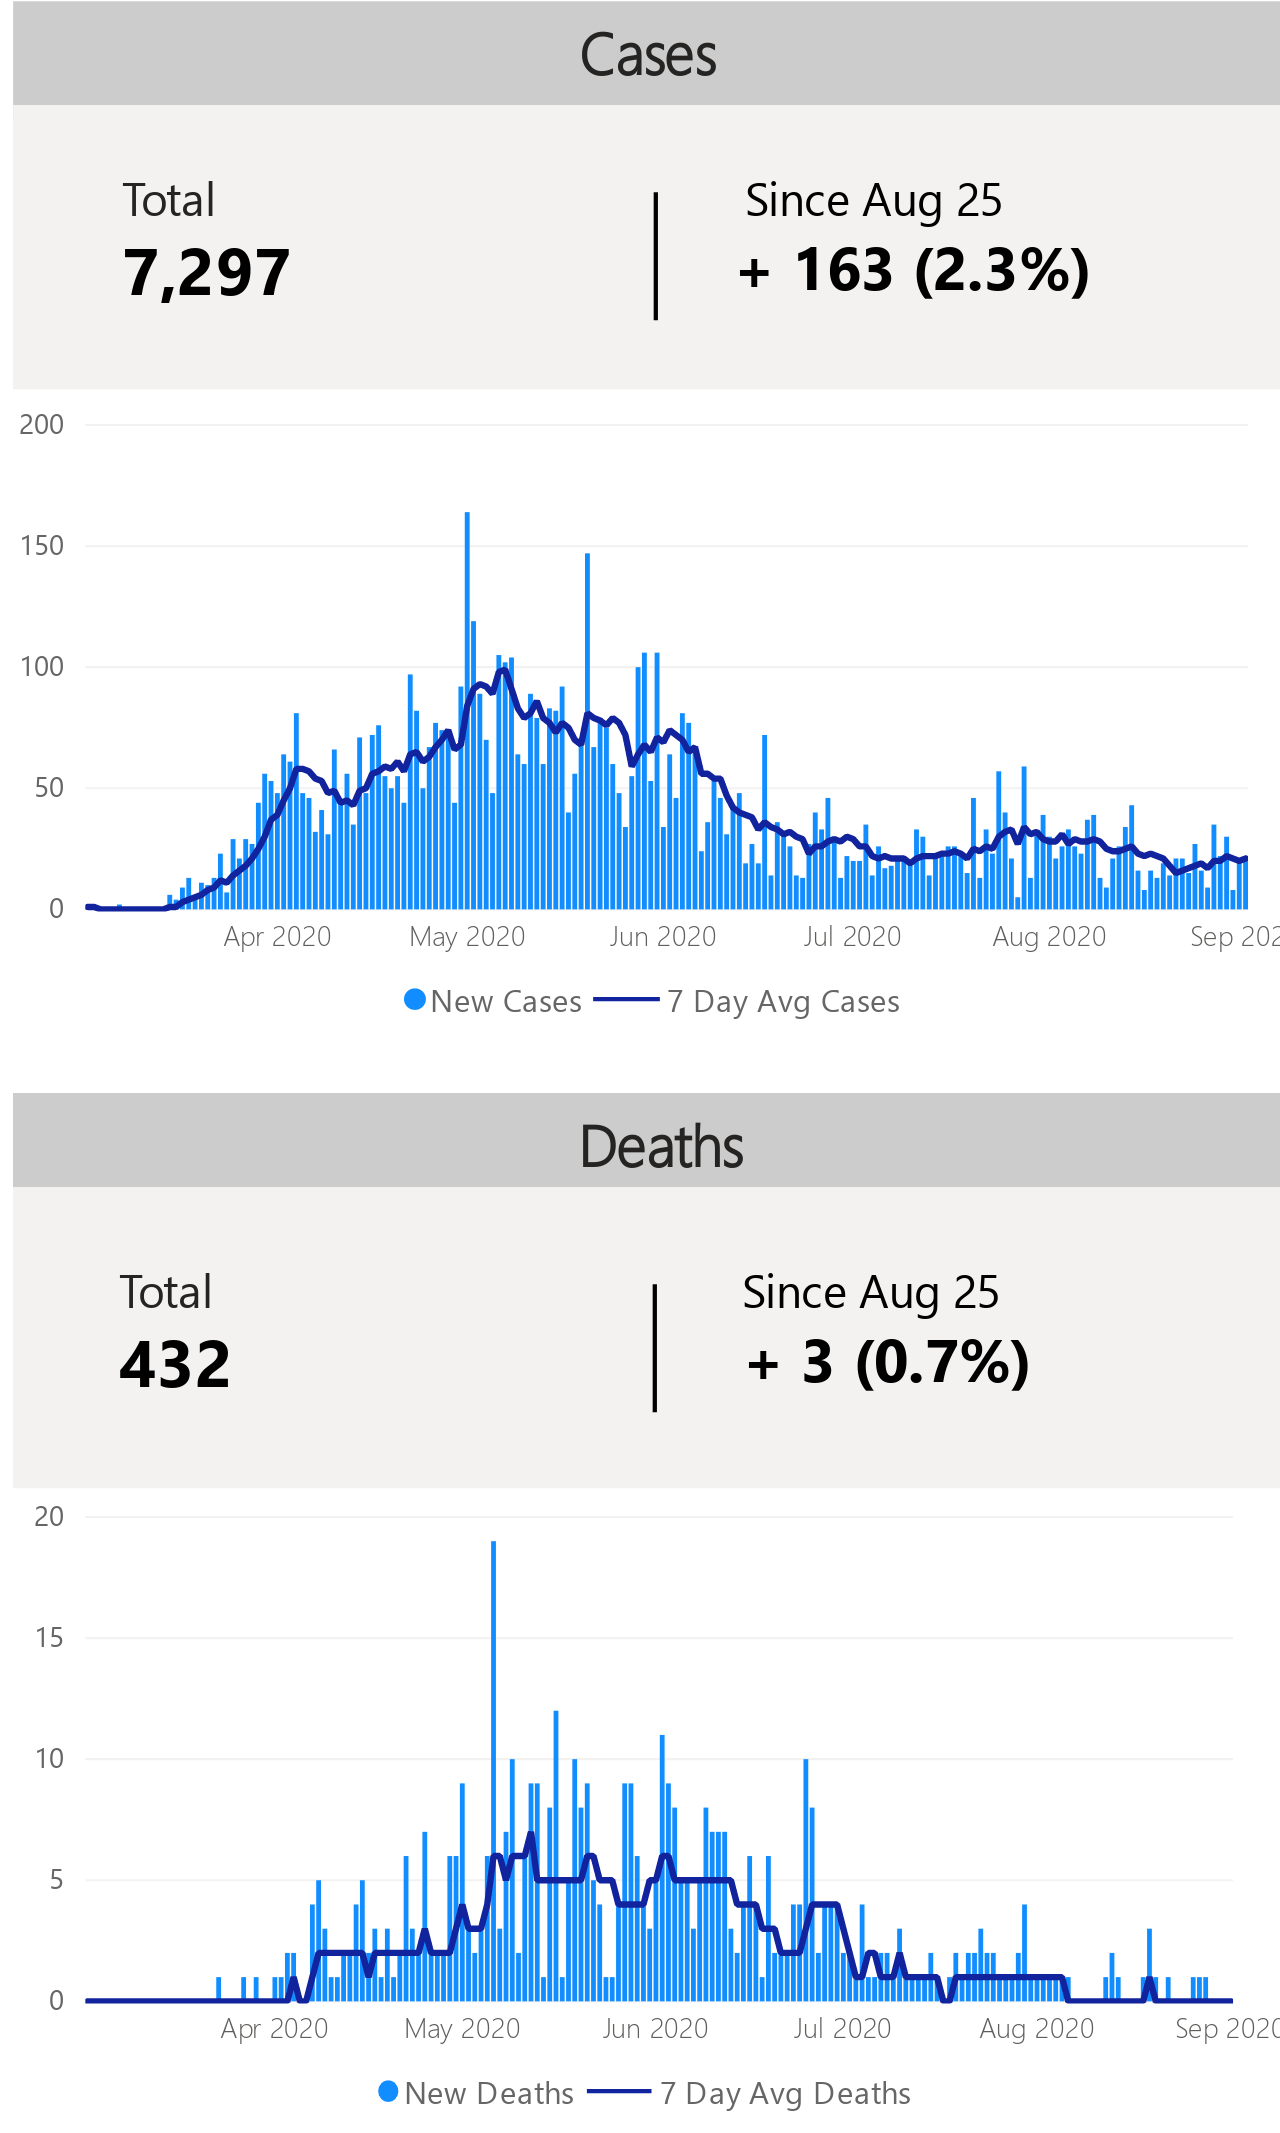 Cases
Total
Since Aug 25
7,297
+ 163 (2.3%)
200
150
100
50
0
Apr 2020 May 2020 Jun 2020 Jul 2020 Aug 2020 Sep 202
New Cases 7 Day Avg Cases
Deaths
Total
Since Aug 25
432
+ 3 (0.7%)
20
15
10
5
0
Apr 2020 May 2020 Jun 2020 Jul 2020 Aug 2020 Sep 2020
New Deaths 7 Day Avg Deaths